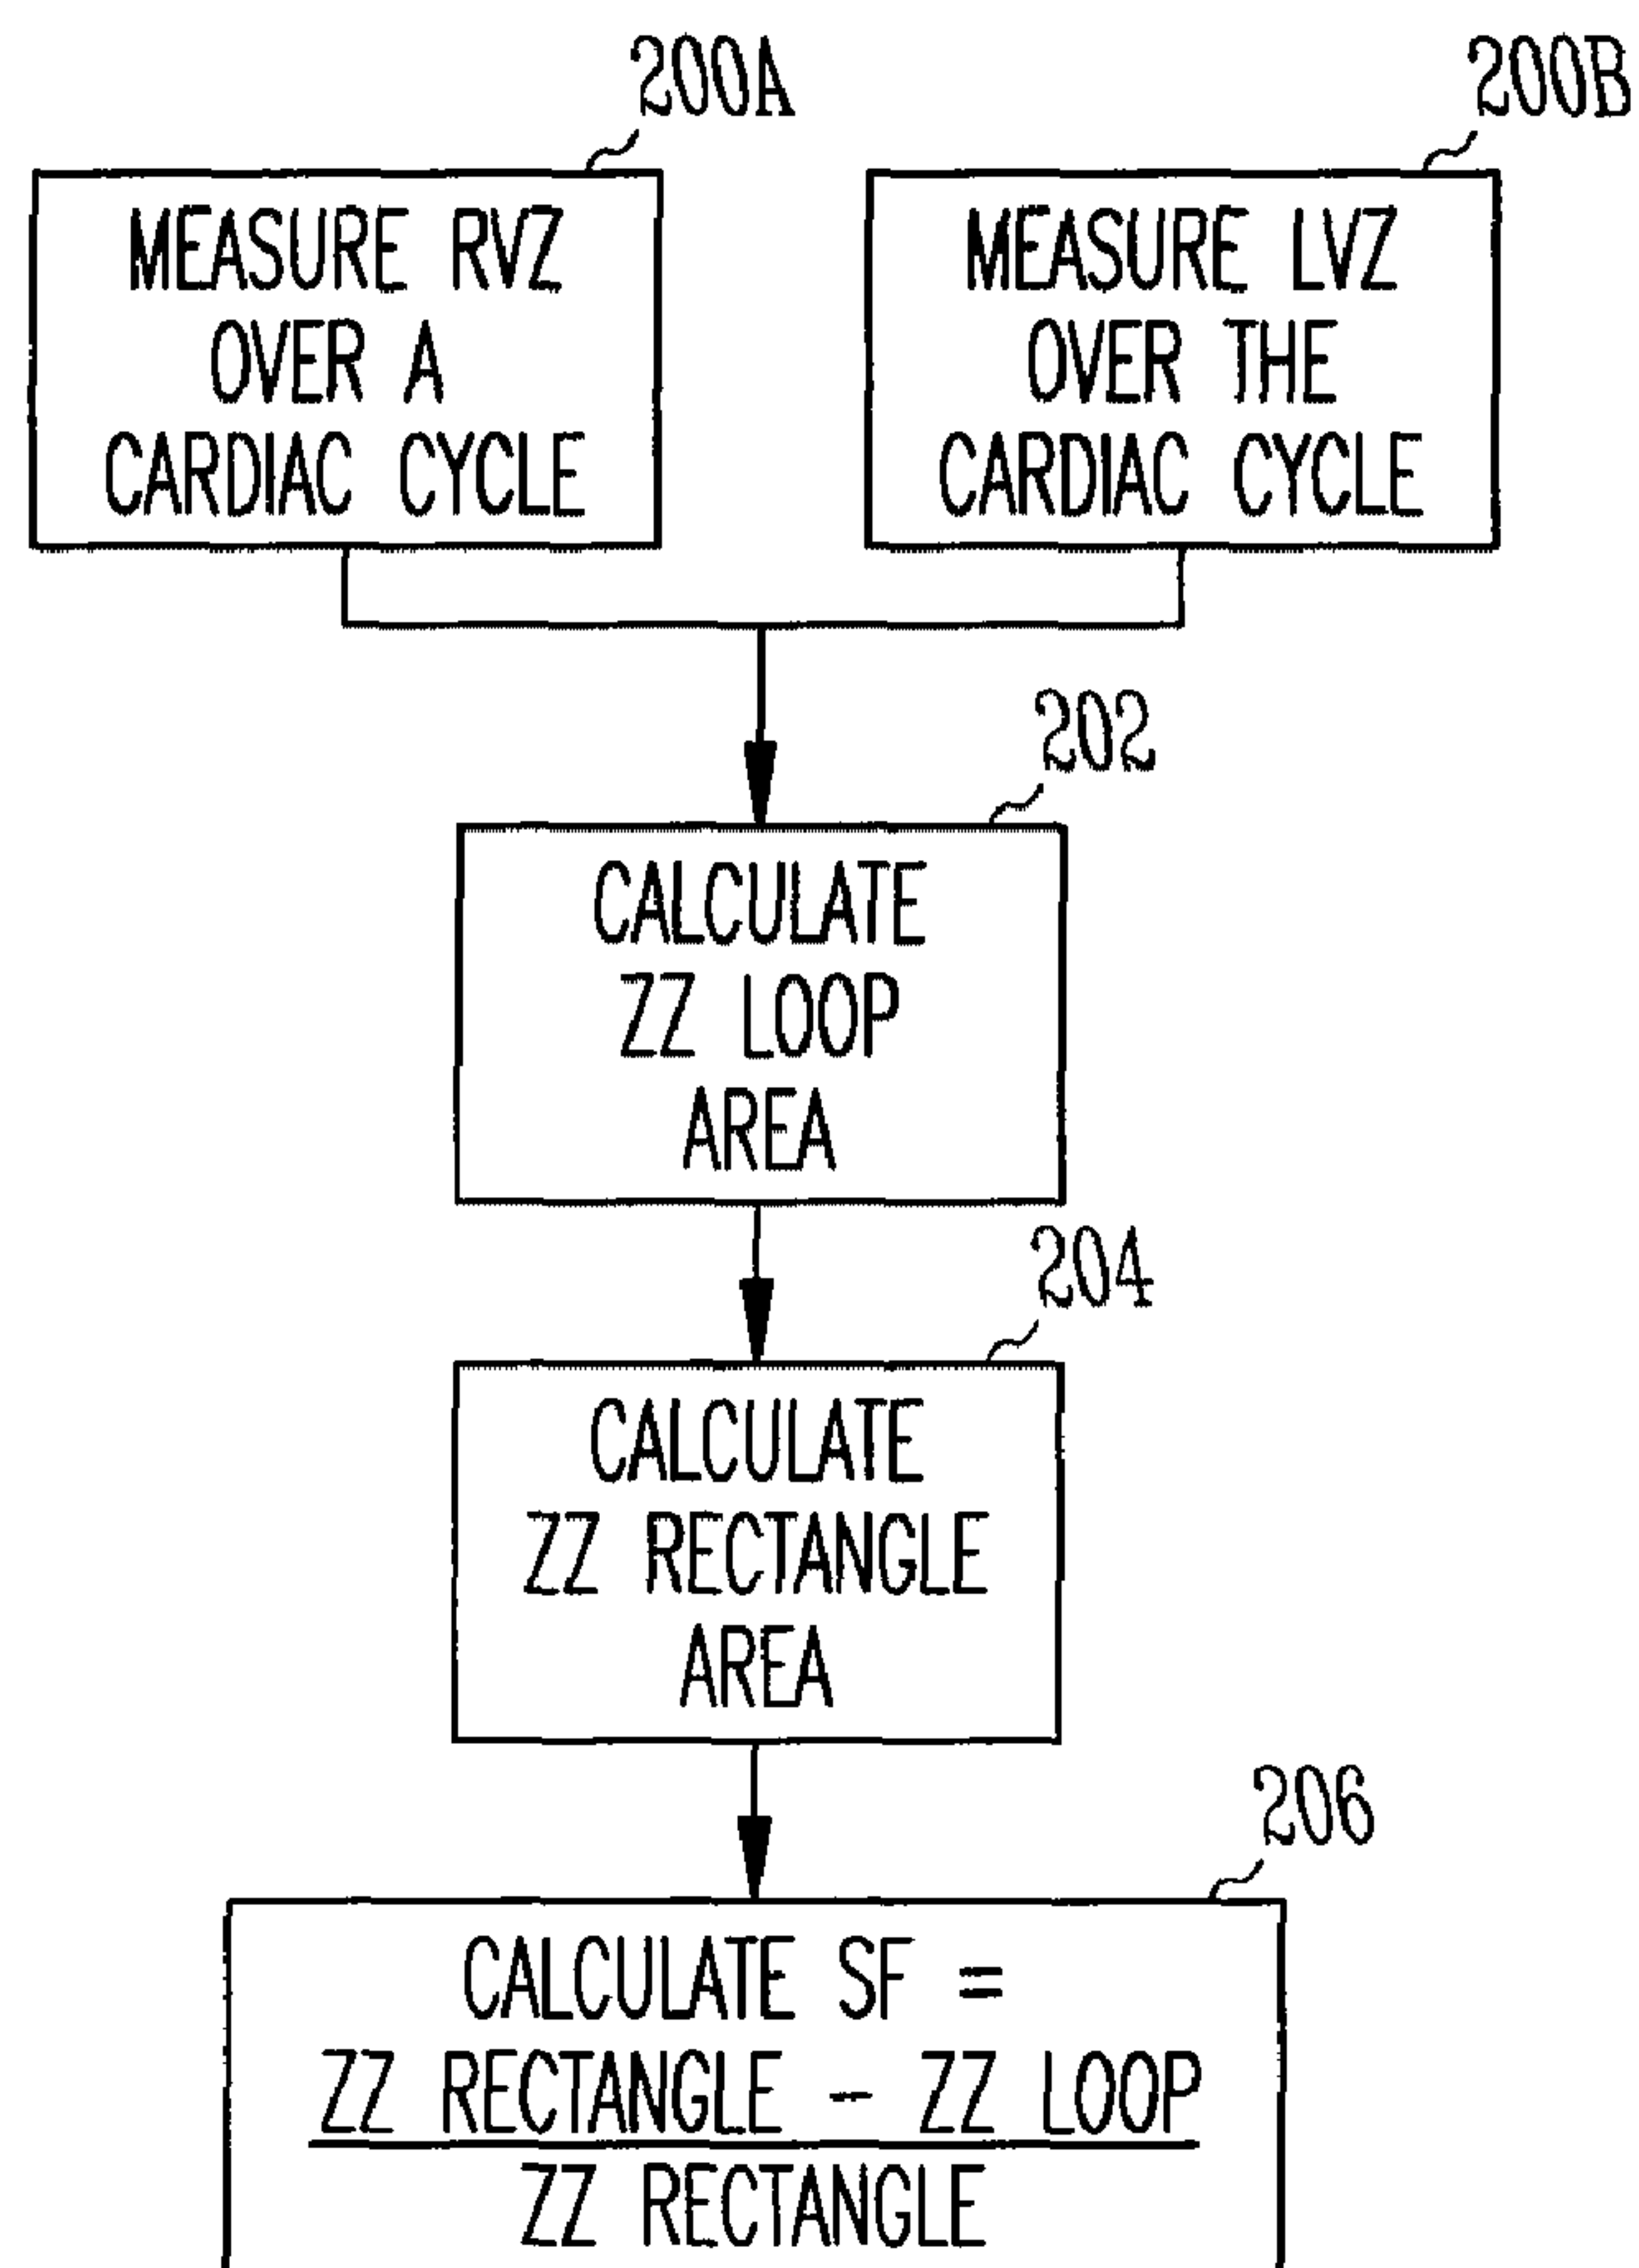 200A
200B
MEASURE RVZ
OVER A
CARDIAC CYCLE
MEASURE LVZ
OVER THE
CARDIAC CYCLE
202
CALCULATE
ZZ LOOP
AREA
204
CALCULATE
ZZ RECTANGLE
AREA
206
CALCULATE SF =
ZZ RECTANGLE - ZZ LOOP
ZZ RECTANGLE